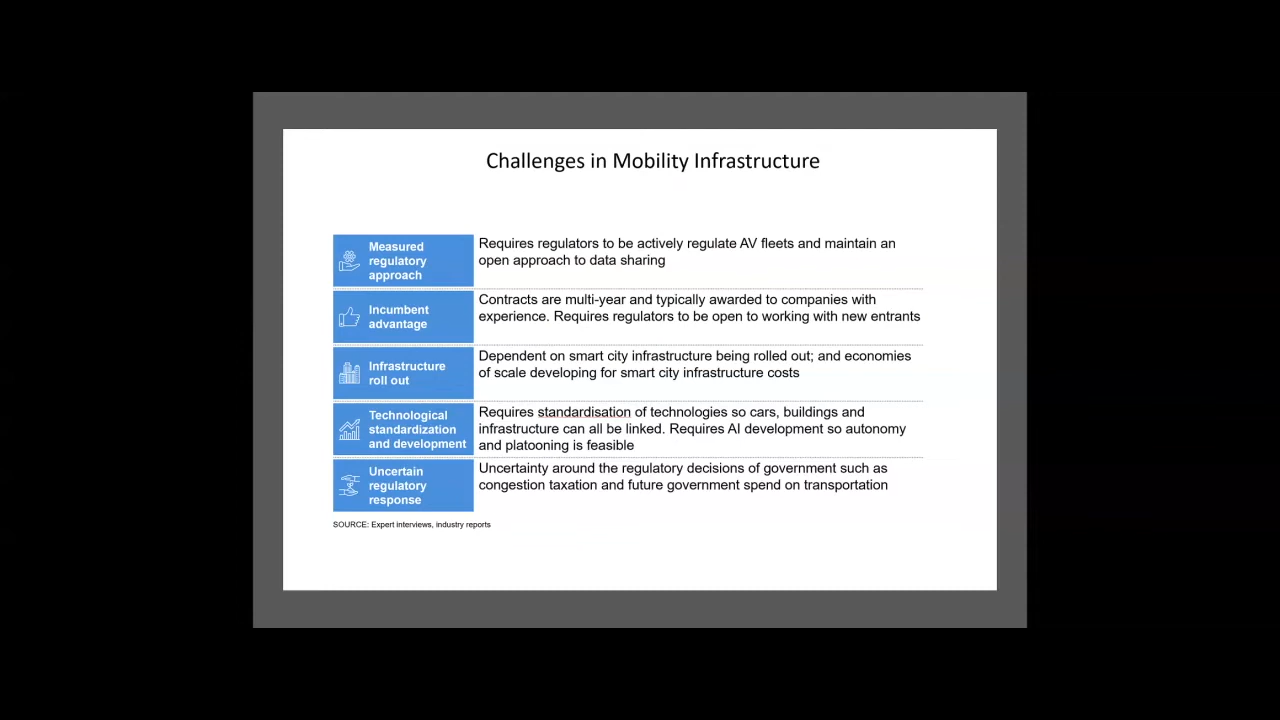 Challenges in Mobility Infrastructure
Measured
regulatory
approach
Requires regulators to be actively regulate AV fleets and maintain an
open approach to data sharing
Incumbent
advantage
Contracts are multi-year and typically awarded to companies with
experience. Requires regulators to be open to working with new entrants
Infrastructure
roll out
Dependent on smart city infrastructure being rolled out; and economies
of scale developing for smart city infrastructure costs
Technological
standardization
and development
Requires standardisation of technologies so cars, buildings and
infrastructure can all be linked. Requires AI development so autonomy
and platooning is feasible
Uncertain
regulatory
response
Uncertainty around the regulatory decisions of government such as
congestion taxation and future government spend on transportation
SOURCE: Expert interviews, industry reports